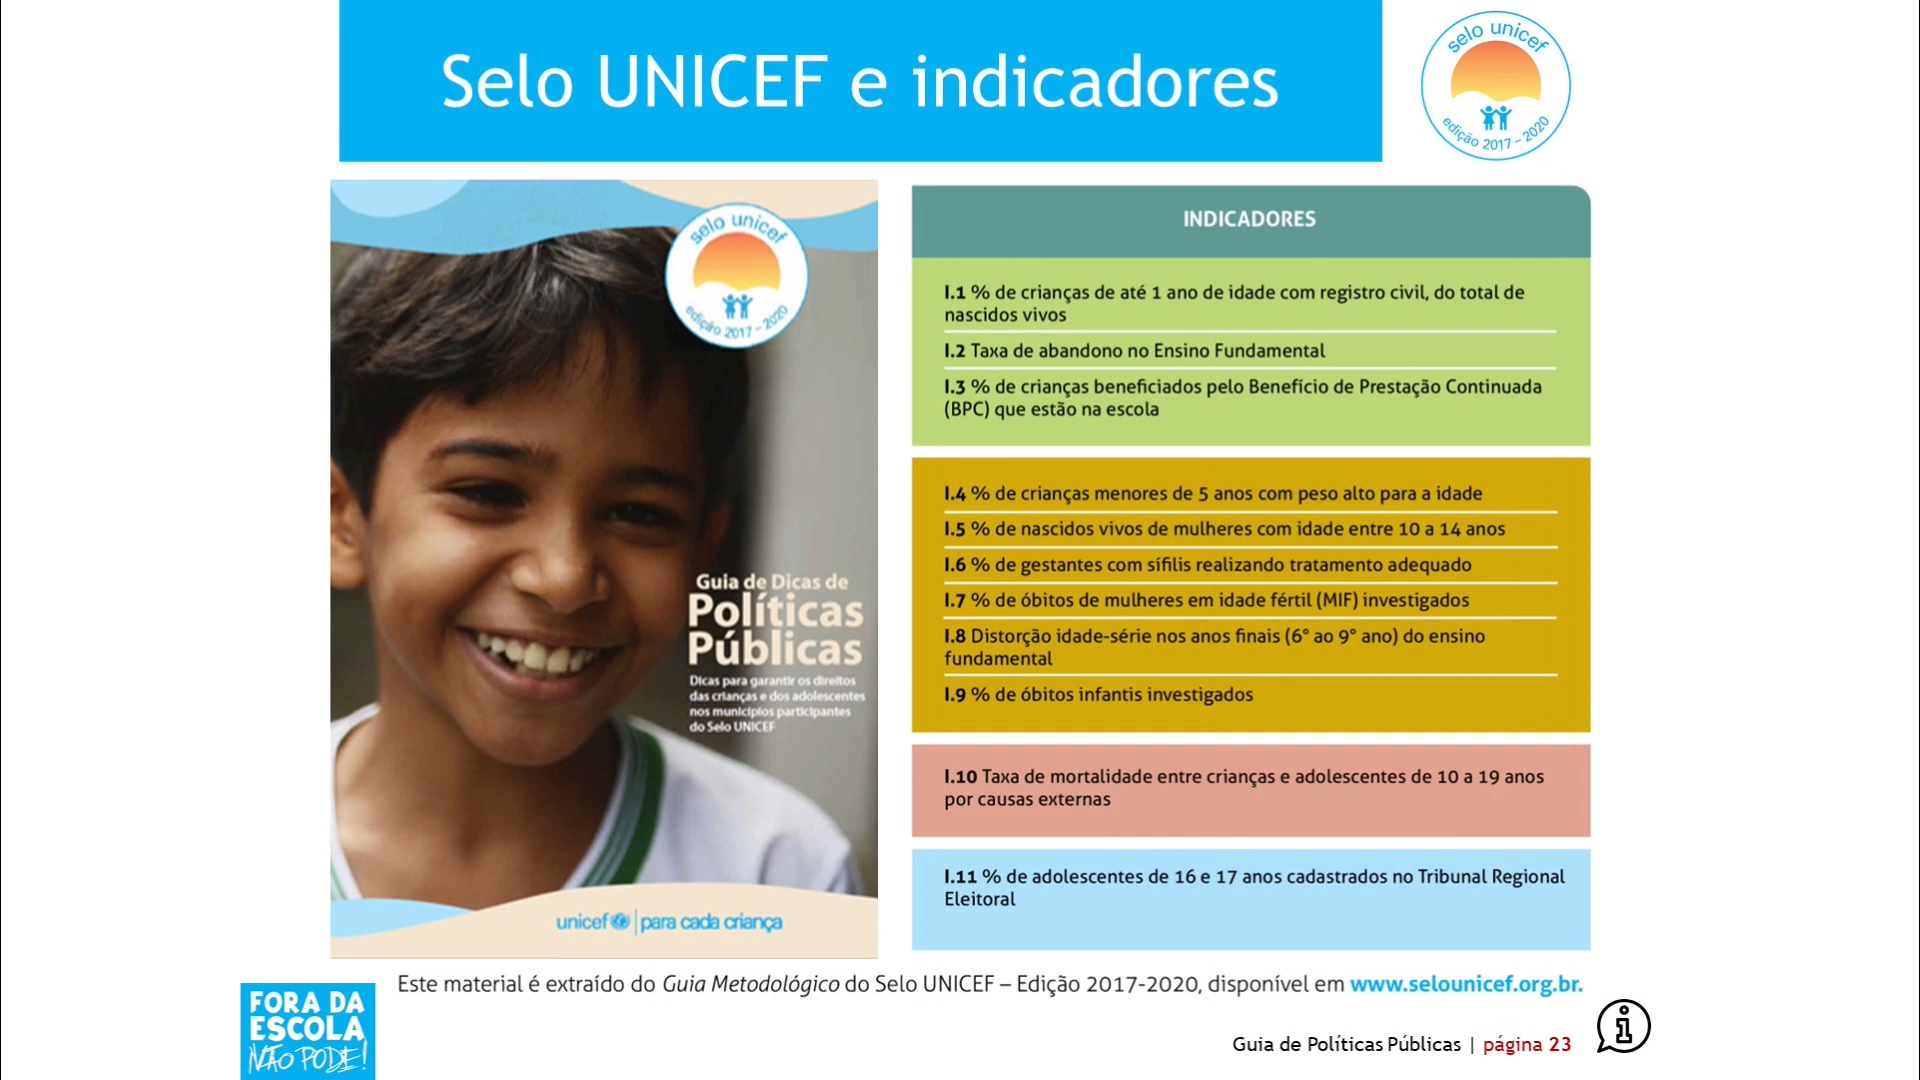 Selo UNICEF e indicadores
selo unicef
edição 2017 – 2020
selo unicef
edição 2017 – 2020
Guia de Dicas de
Políticas
Públicas
Dicas para garantir os direitos
das crianças e dos adolescentes
nos municípios participantes
do Selo UNICEF
unicef | para cada criança
INDICADORES
I.1 % de crianças de até 1 ano de idade com registro civil, do total de
nascidos vivos
I.2 Taxa de abandono no Ensino Fundamental
I.3 % de crianças beneficiados pelo Benefício de Prestação Continuada
(BPC) que estão na escola
I.4 % de crianças menores de 5 anos com peso alto para a idade
I.5 % de nascidos vivos de mulheres com idade entre 10 a 14 anos
I.6 % de gestantes com sífilis realizando tratamento adequado
I.7 % de óbitos de mulheres em idade fértil (MIF) investigados
I.8 Distorção idade-série nos anos finais (6° ao 9° ano) do ensino
fundamental
I.9 % de óbitos infantis investigados
I.10 Taxa de mortalidade entre crianças e adolescentes de 10 a 19 anos
por causas externas
I.11 % de adolescentes de 16 e 17 anos cadastrados no Tribunal Regional
Eleitoral
Este material é extraído do Guia Metodológico do Selo UNICEF – Edição 2017-2020, disponível em www.selounicef.org.br.
FORA DA
ESCOLA
NÃO PODE!
Guia de Políticas Públicas | página 23